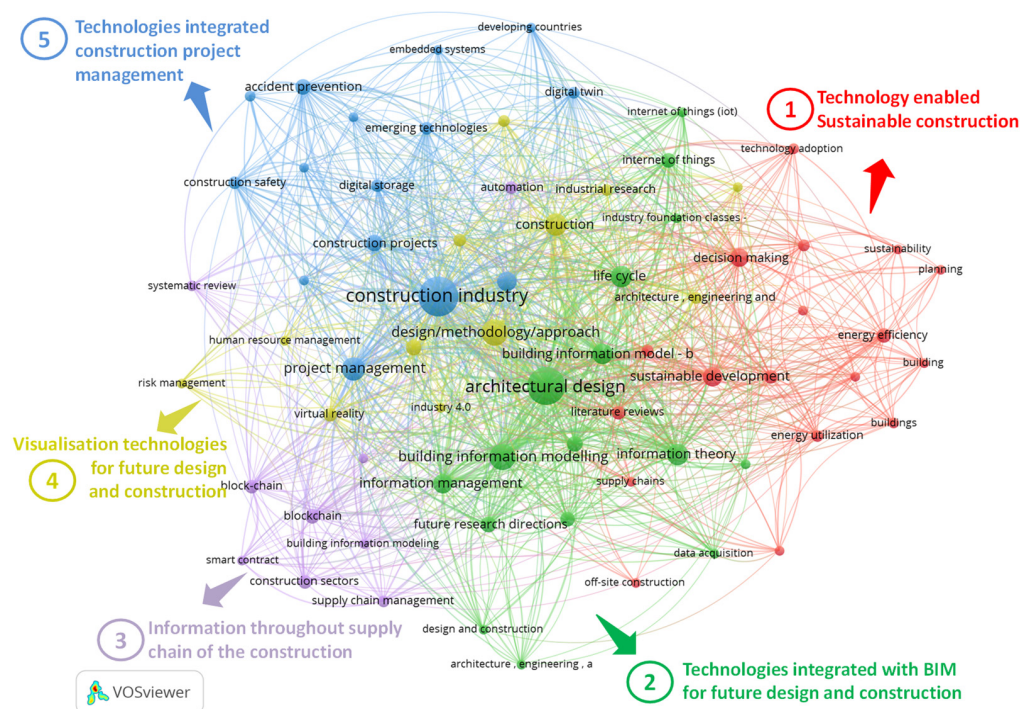 5
Technologies integrated
construction project
management
developing countries
embedded systems
accident prevention
digital twin
1
Technology enabled
Sustainable construction
internet of things (iot)
emerging technologies
technology adoption
internet of things
construction safety
digital storage
automation
industrial research
construction
industry foundation classes -
construction projects
decision making
sustainability
planning
life cycle
systematic review
construction industry
architecture , engineering and
design/methodology/approach
energy efficiency
human resource management
building information model - b
building
project management
sustainable development
risk management
architectural design
virtual reality
industry 4.0
literature reviews
buildings
energy utilization
Visualisation technologies
4
for future design
and construction
building information modelling
information theory
block-chain
information management
supply chains
blockchain
future research directions
building information modeling
data acquisition
smart contract
construction sectors
off-site construction
supply chain management
3
Information throughout supply
chain of the construction
design and construction
architecture , engineering , a
2
Technologies integrated with BIM
for future design and construction
VOSviewer